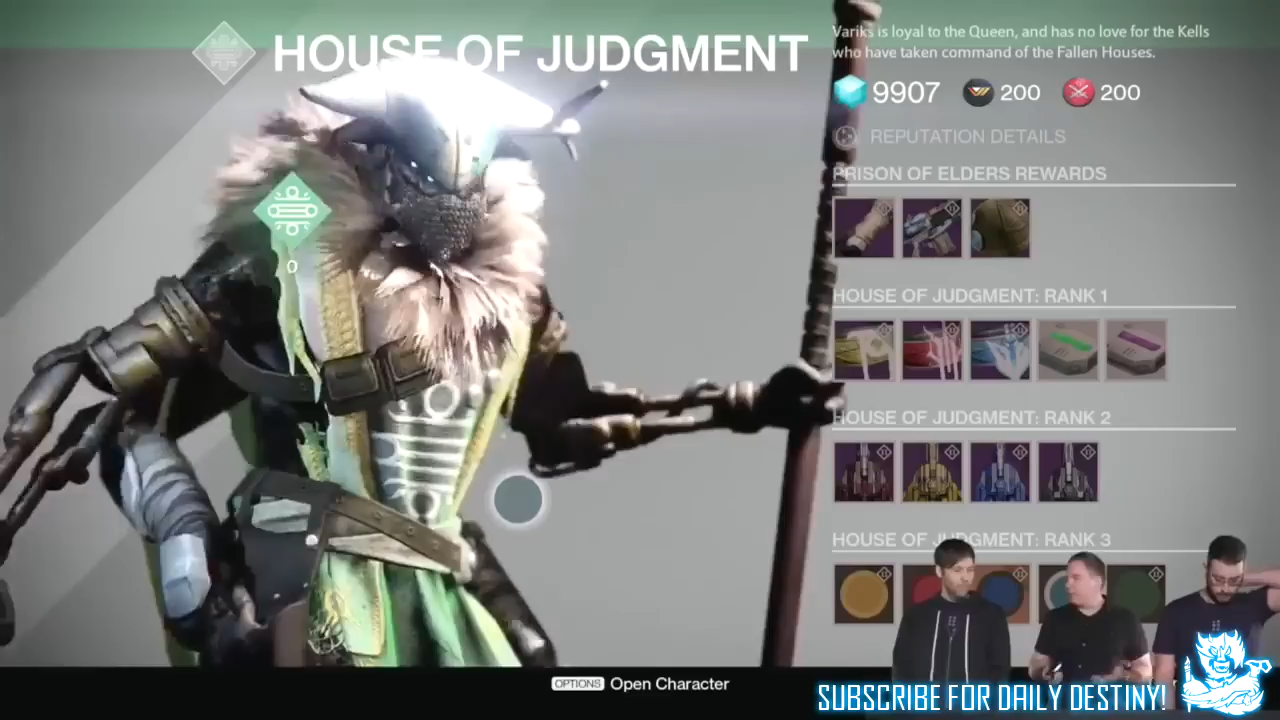 HOUSE OF JUDGMENT
Variks is loyal to the Queen, and has no love for the Kells
who have taken command of the Fallen Houses.
9907 200 200
REPUTATION DETAILS
PRISON OF ELDERS REWARDS
0
HOUSE OF JUDGMENT: RANK 1
HOUSE OF JUDGMENT: RANK 2
HOUSE OF JUDGMENT: RANK 3
OPTIONS Open Character
SUBSCRIBE FOR DAILY DESTINY!